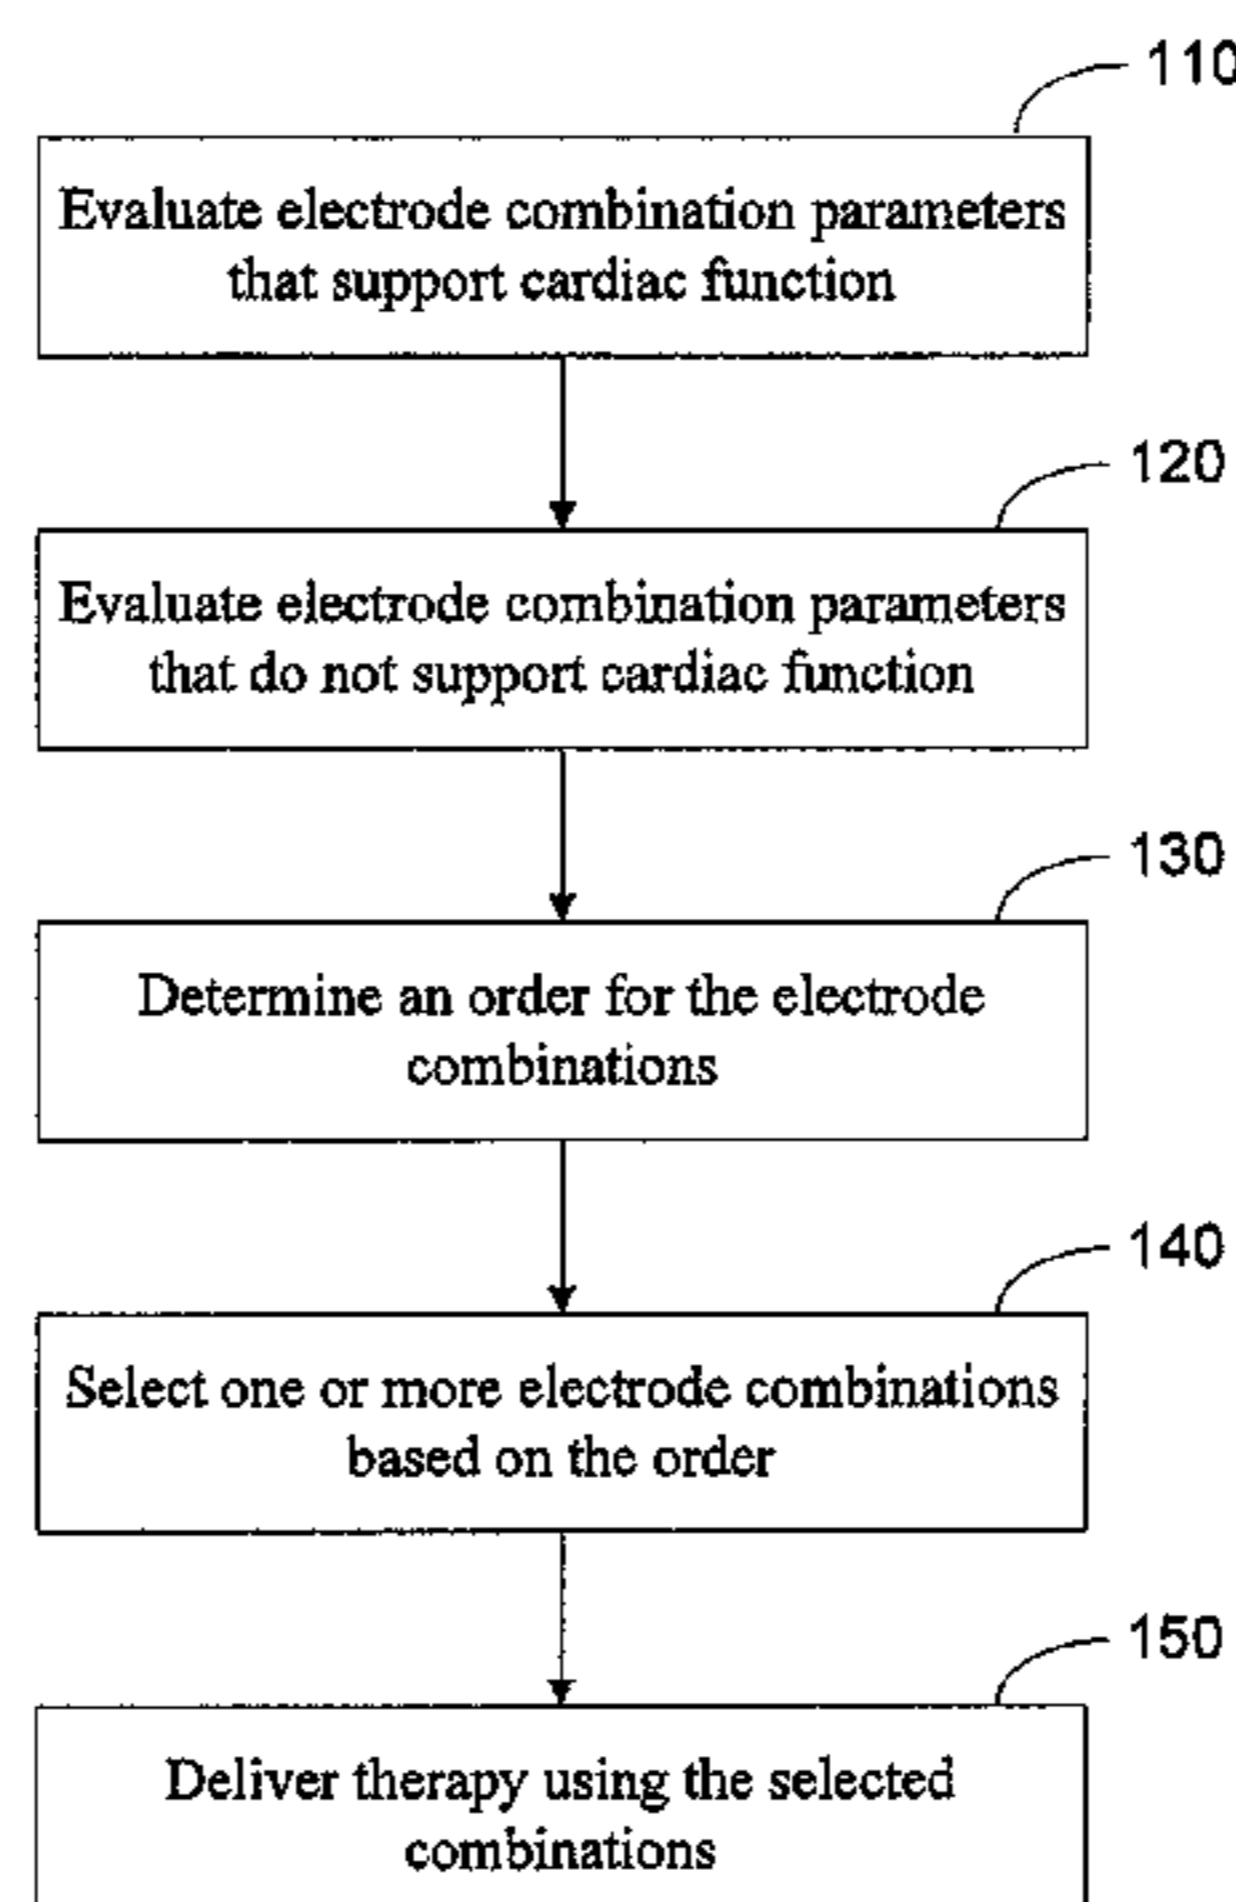 110
Evaluate electrode combination parameters
that support cardiac function
120
Evaluate electrode combination parameters
that do not support cardiac function
130
Determine an order for the electrode
combinations
140
Select one or more electrode combinations
based on the order
150
Deliver therapy using the selected
combinations